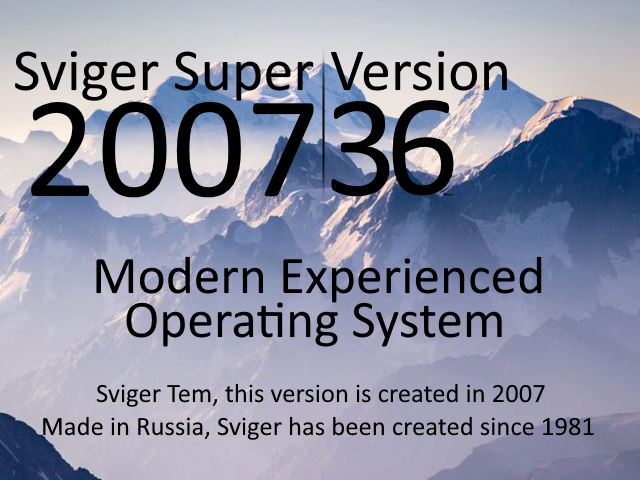 Sviger Super Version
2007 36
Modern Experienced
Operating System
Sviger Tem, this version is created in 2007
Made in Russia, Sviger has been created since 1981